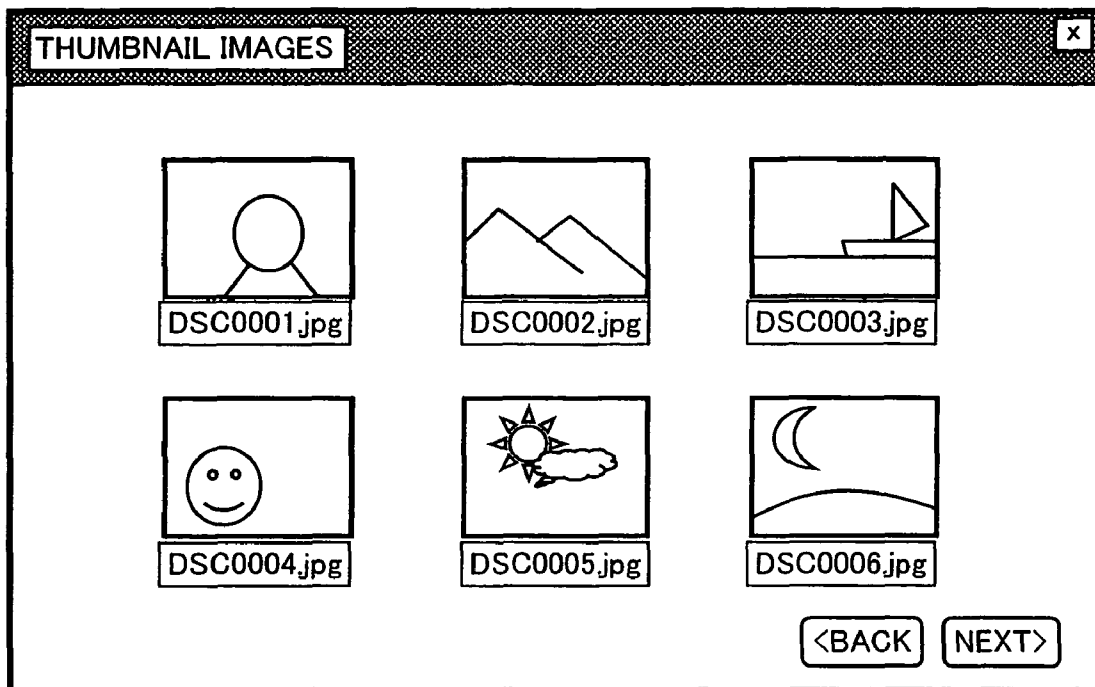 THUMBNAIL IMAGES
x
DSC0001.jpg
DSC0002.jpg
DSC0003.jpg
DSC0004.jpg
DSC0005.jpg
DSC0006.jpg
<BACK
NEXT>